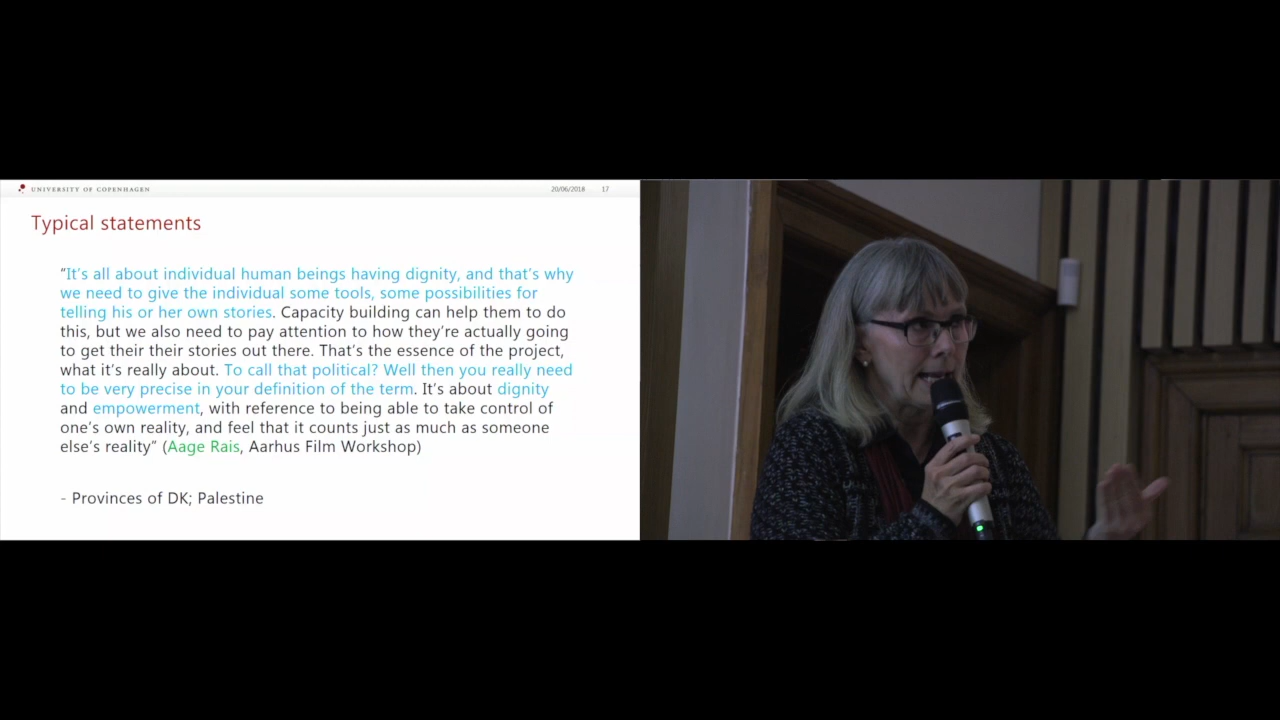 UNIVERSITY OF COPENHAGEN 20/06/2018 17
Typical statements
"It's all about individual human beings having dignity, and that's why
we need to give the individual some tools, some possibilities for
telling his or her own stories. Capacity building can help them to do
this, but we also need to pay attention to how they're actually going
to get their their stories out there. That's the essence of the project,
what it's really about. To call that political? Well then you really need
to be very precise in your definition of the term. It's about dignity
and empowerment, with reference to being able to take control of
one's own reality, and feel that it counts just as much as someone
else's reality" (Aage Rais, Aarhus Film Workshop)
- Provinces of DK; Palestine